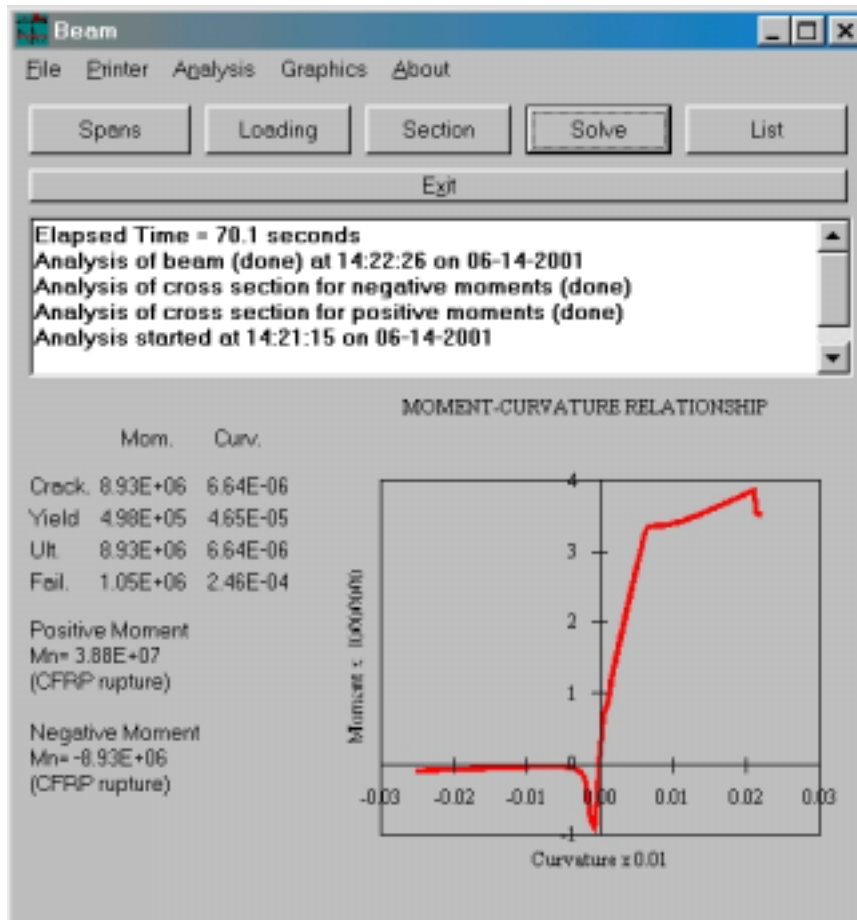 Beam
File Printer Analysis Graphics About
Spans Loading Section Solve List
Exit
Elapsed Time = 70.1 seconds
Analysis of beam (done) at 14:22:26 on 06-14-2001
Analysis of cross section for negative moments (done)
Analysis of cross section for positive moments (done)
Analysis started at 14:21:15 on 06-14-2001
MOMENT-CURVATURE RELATIONSHIP
Mom. Curv.
Crack. 8.93E+06 6.64E-06
Yield 4.98E+05 4.65E-05
Ult. 8.93E+06 6.64E-06
Fail. 1.05E+06 2.46E-04
Positive Moment
Mn= 3.88E+07
(CFRP rupture)
Negative Moment
Mn= -8.93E+06
(CFRP rupture)
Moment x
4
3
2
1
0
-1
-0.03 -0.02 -0.01 0.00 0.01 0.02 0.03
Curvature x 0.01